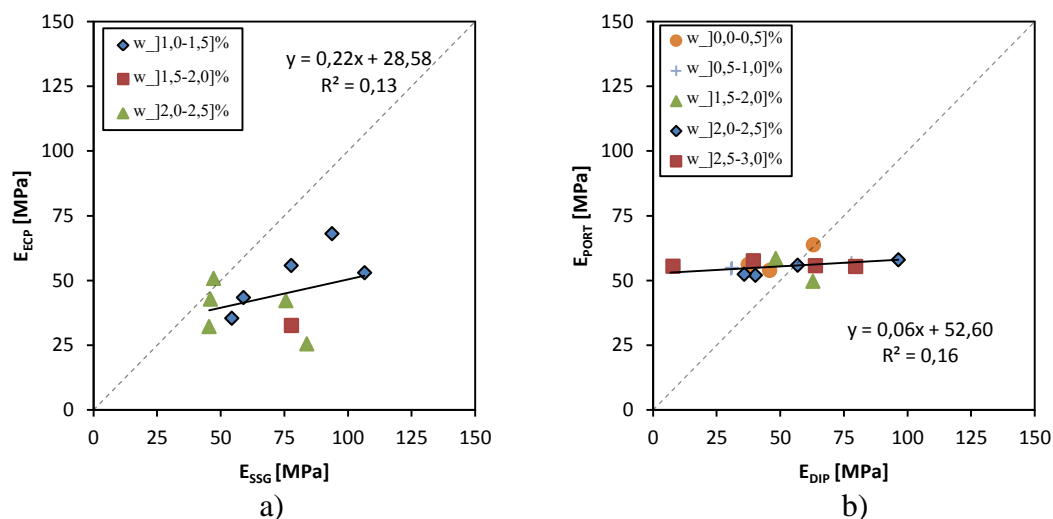 150
125
100
75
50
25
0
E_ECP [MPa]
w_]1,0-1,5]%
w_]1,5-2,0]%
w_]2,0-2,5]%
y = 0,22x + 28,58
R² = 0,13
0 25 50 75 100 125 150
E_SSG [MPa]
a)
150
125
100
75
50
25
0
E_PORT [MPa]
w_]0,0-0,5]%
w_]0,5-1,0]%
w_]1,5-2,0]%
w_]2,0-2,5]%
w_]2,5-3,0]%
y = 0,06x + 52,60
R² = 0,16
0 25 50 75 100 125 150
E_DIP [MPa]
b)